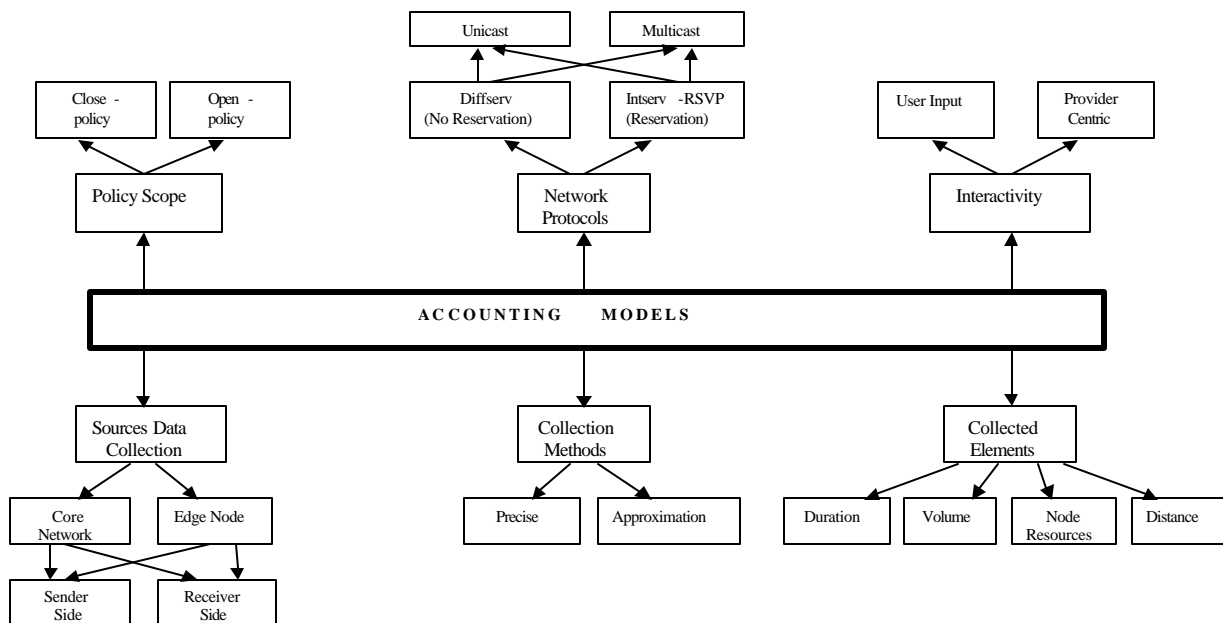 Unicast
Multicast
Close -
policy
Open -
policy
Diffserv
(No Reservation)
Intserv -RSVP
(Reservation)
User Input
Provider
Centric
Policy Scope
Network
Protocols
Interactivity
ACCOUNTING MODELS
Sources Data
Collection
Collection
Methods
Collected
Elements
Core
Network
Edge Node
Precise
Approximation
Duration
Volume
Node
Resources
Distance
Sender
Side
Receiver
Side